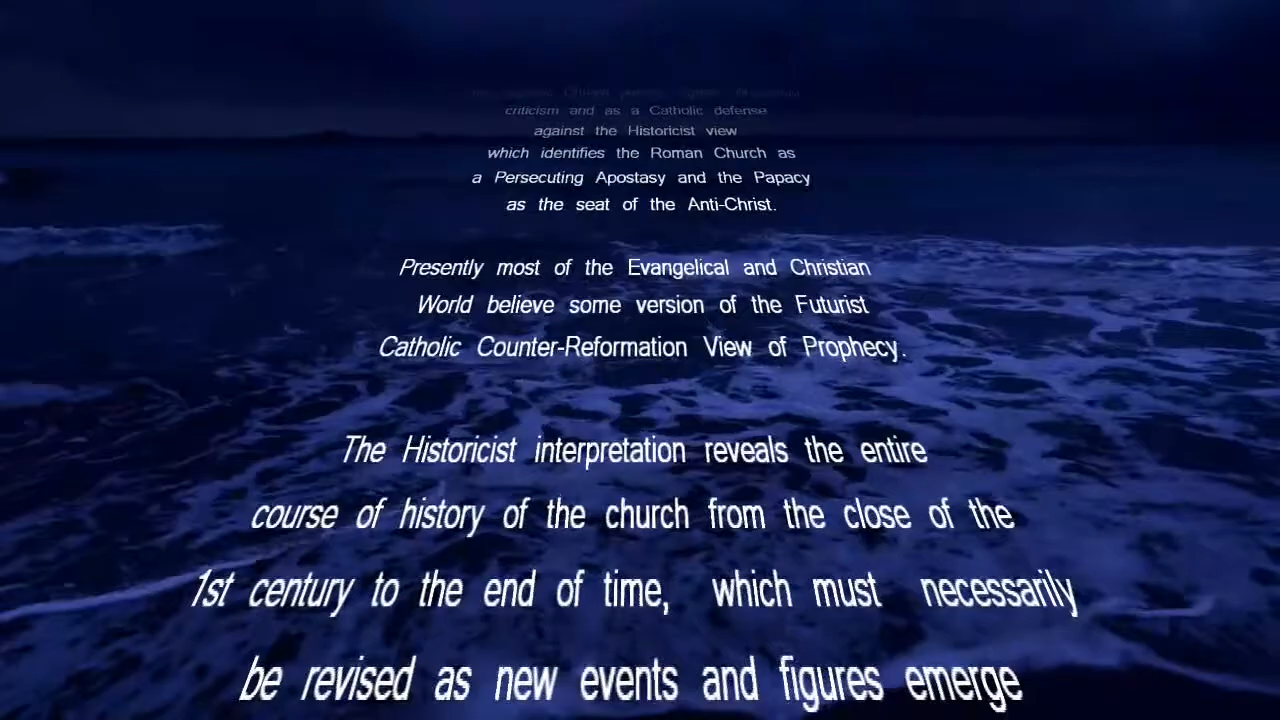 criticism and as a Catholic defense
against the Historicist view
which identifies the Roman Church as
a Persecuting Apostasy and the Papacy
as the seat of the Anti-Christ.
Presently most of the Evangelical and Christian
World believe some version of the Futurist
Catholic Counter-Reformation View of Prophecy.
The Historicist interpretation reveals the entire
course of history of the church from the close of the
1st century to the end of time, which must necessarily
be revised as new events and figures emerge